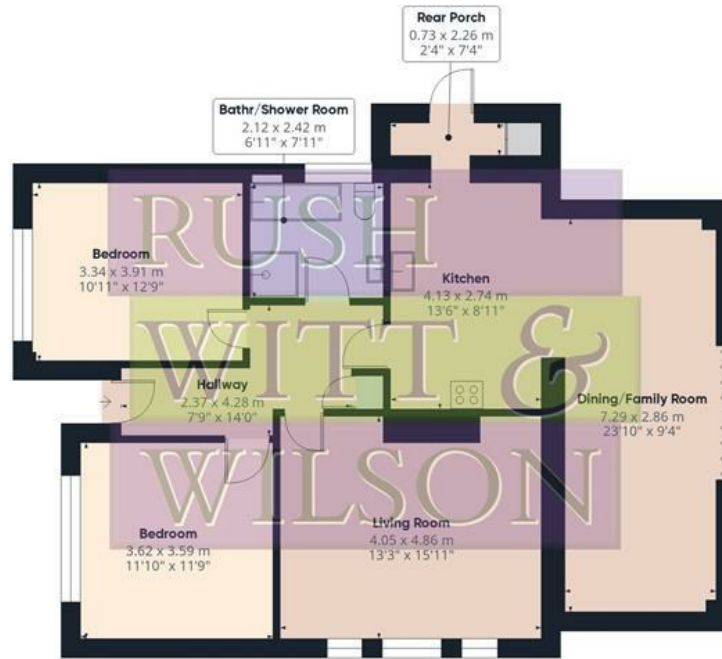 Rear Porch
0.73 x 2.26 m
2'4" x 7'4"
Bathr/Shower Room
2.12 x 2.42 m
6'11" x 7'11"
RUSH
Bedroom
3.34 x 3.91 m
10'11" x 12'9"
Kitchen
4.13 x 2.74 m
13'6" x 8'11"
WITT &
Hallway
2.37 x 4.28 m
7'9" x 14'0"
Dining/Family Room
7.29 x 2.86 m
23'10" x 9'4"
WILSON
Bedroom
3.62 x 3.59 m
11'10" x 11'9"
Living Room
4.05 x 4.86 m
13'3" x 15'11"